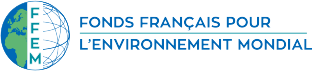 FFEM
FONDS FRANÇAIS POUR
L'ENVIRONNEMENT MONDIAL